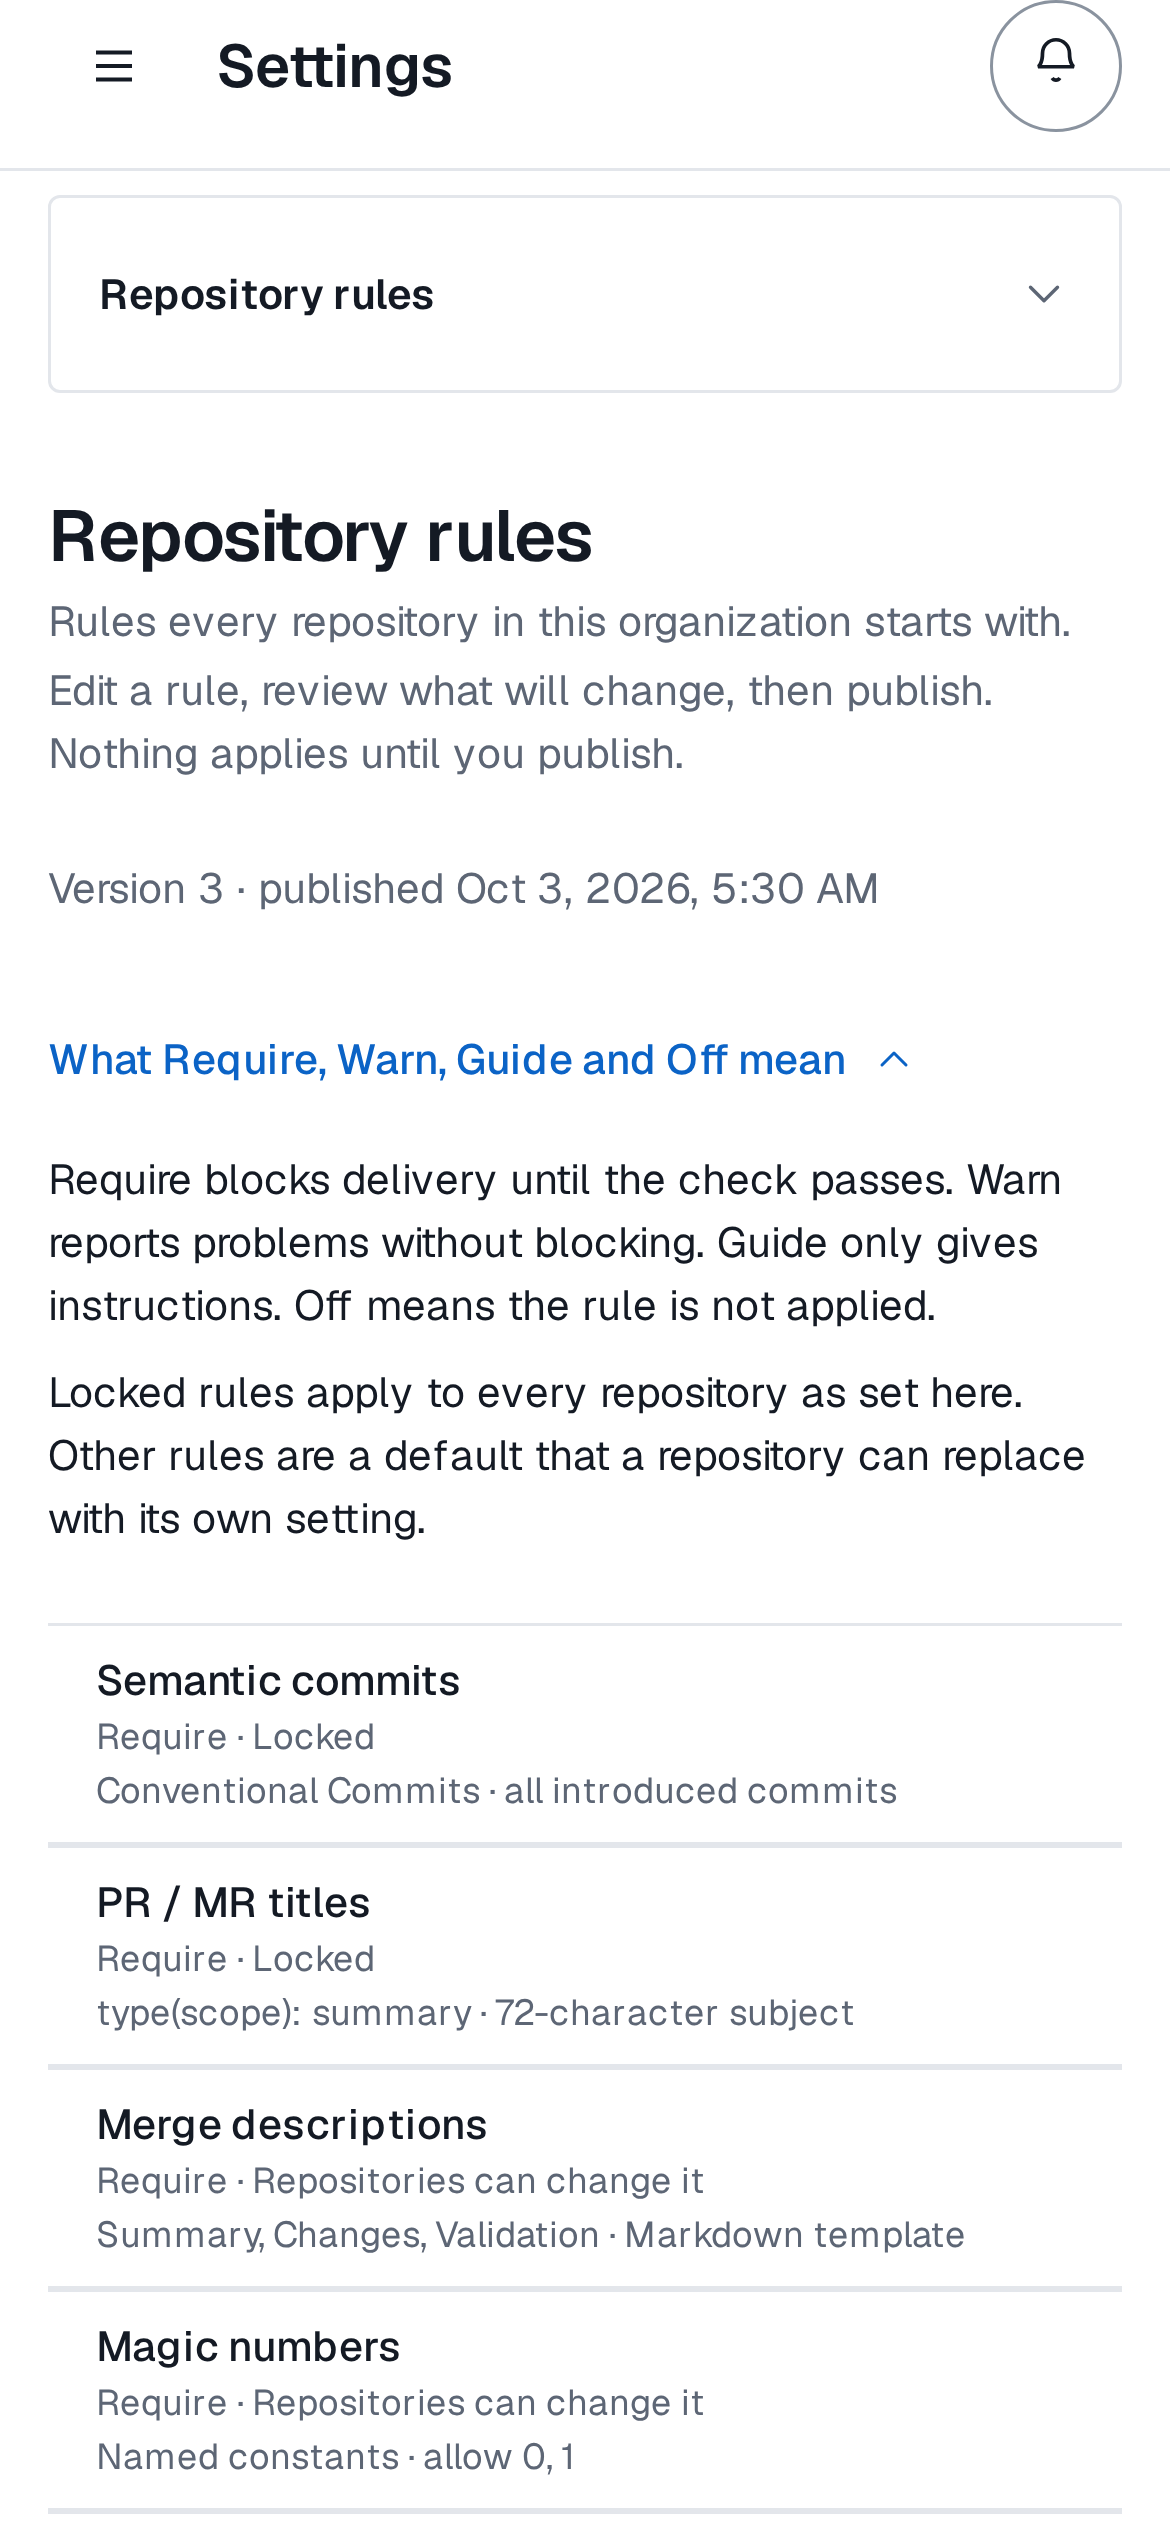 Settings
Repository rules
Repository rules
Rules every repository in this organization starts with.
Edit a rule, review what will change, then publish.
Nothing applies until you publish.
Version 3 · published Oct 3, 2026, 5:30 AM
What Require, Warn, Guide and Off mean
Require blocks delivery until the check passes. Warn
reports problems without blocking. Guide only gives
instructions. Off means the rule is not applied.
Locked rules apply to every repository as set here.
Other rules are a default that a repository can replace
with its own setting.
Semantic commits
Require · Locked
Conventional Commits · all introduced commits
PR / MR titles
Require · Locked
type(scope): summary · 72-character subject
Merge descriptions
Require · Repositories can change it
Summary, Changes, Validation · Markdown template
Magic numbers
Require · Repositories can change it
Named constants · allow 0, 1